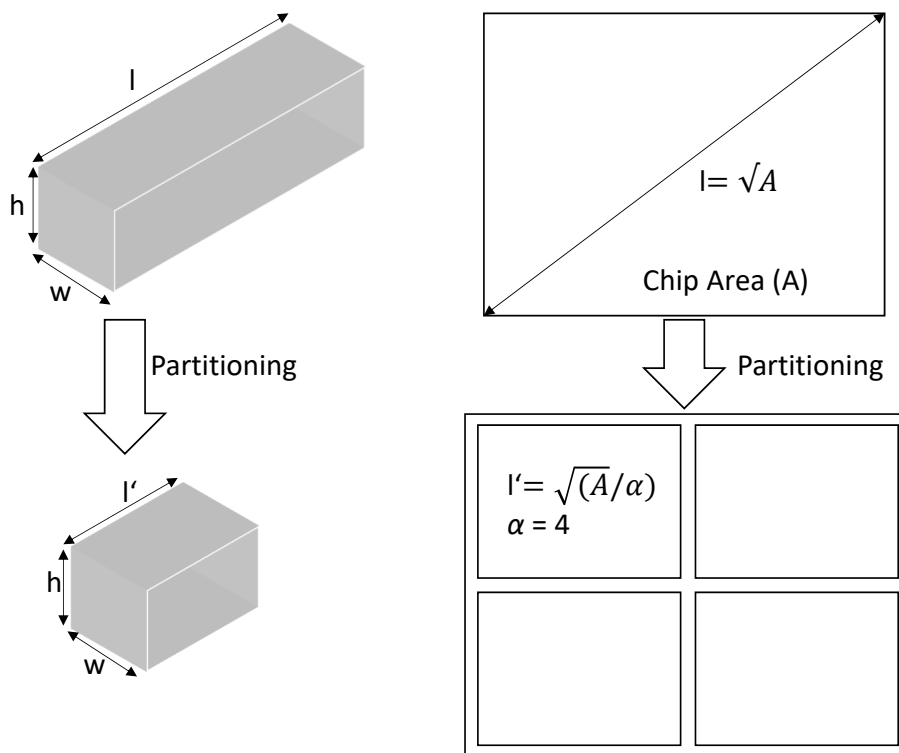 l
h
w
Partitioning
l‘
h
w
l= √A
Chip Area (A)
Partitioning
l‘= √(A/α)
α = 4